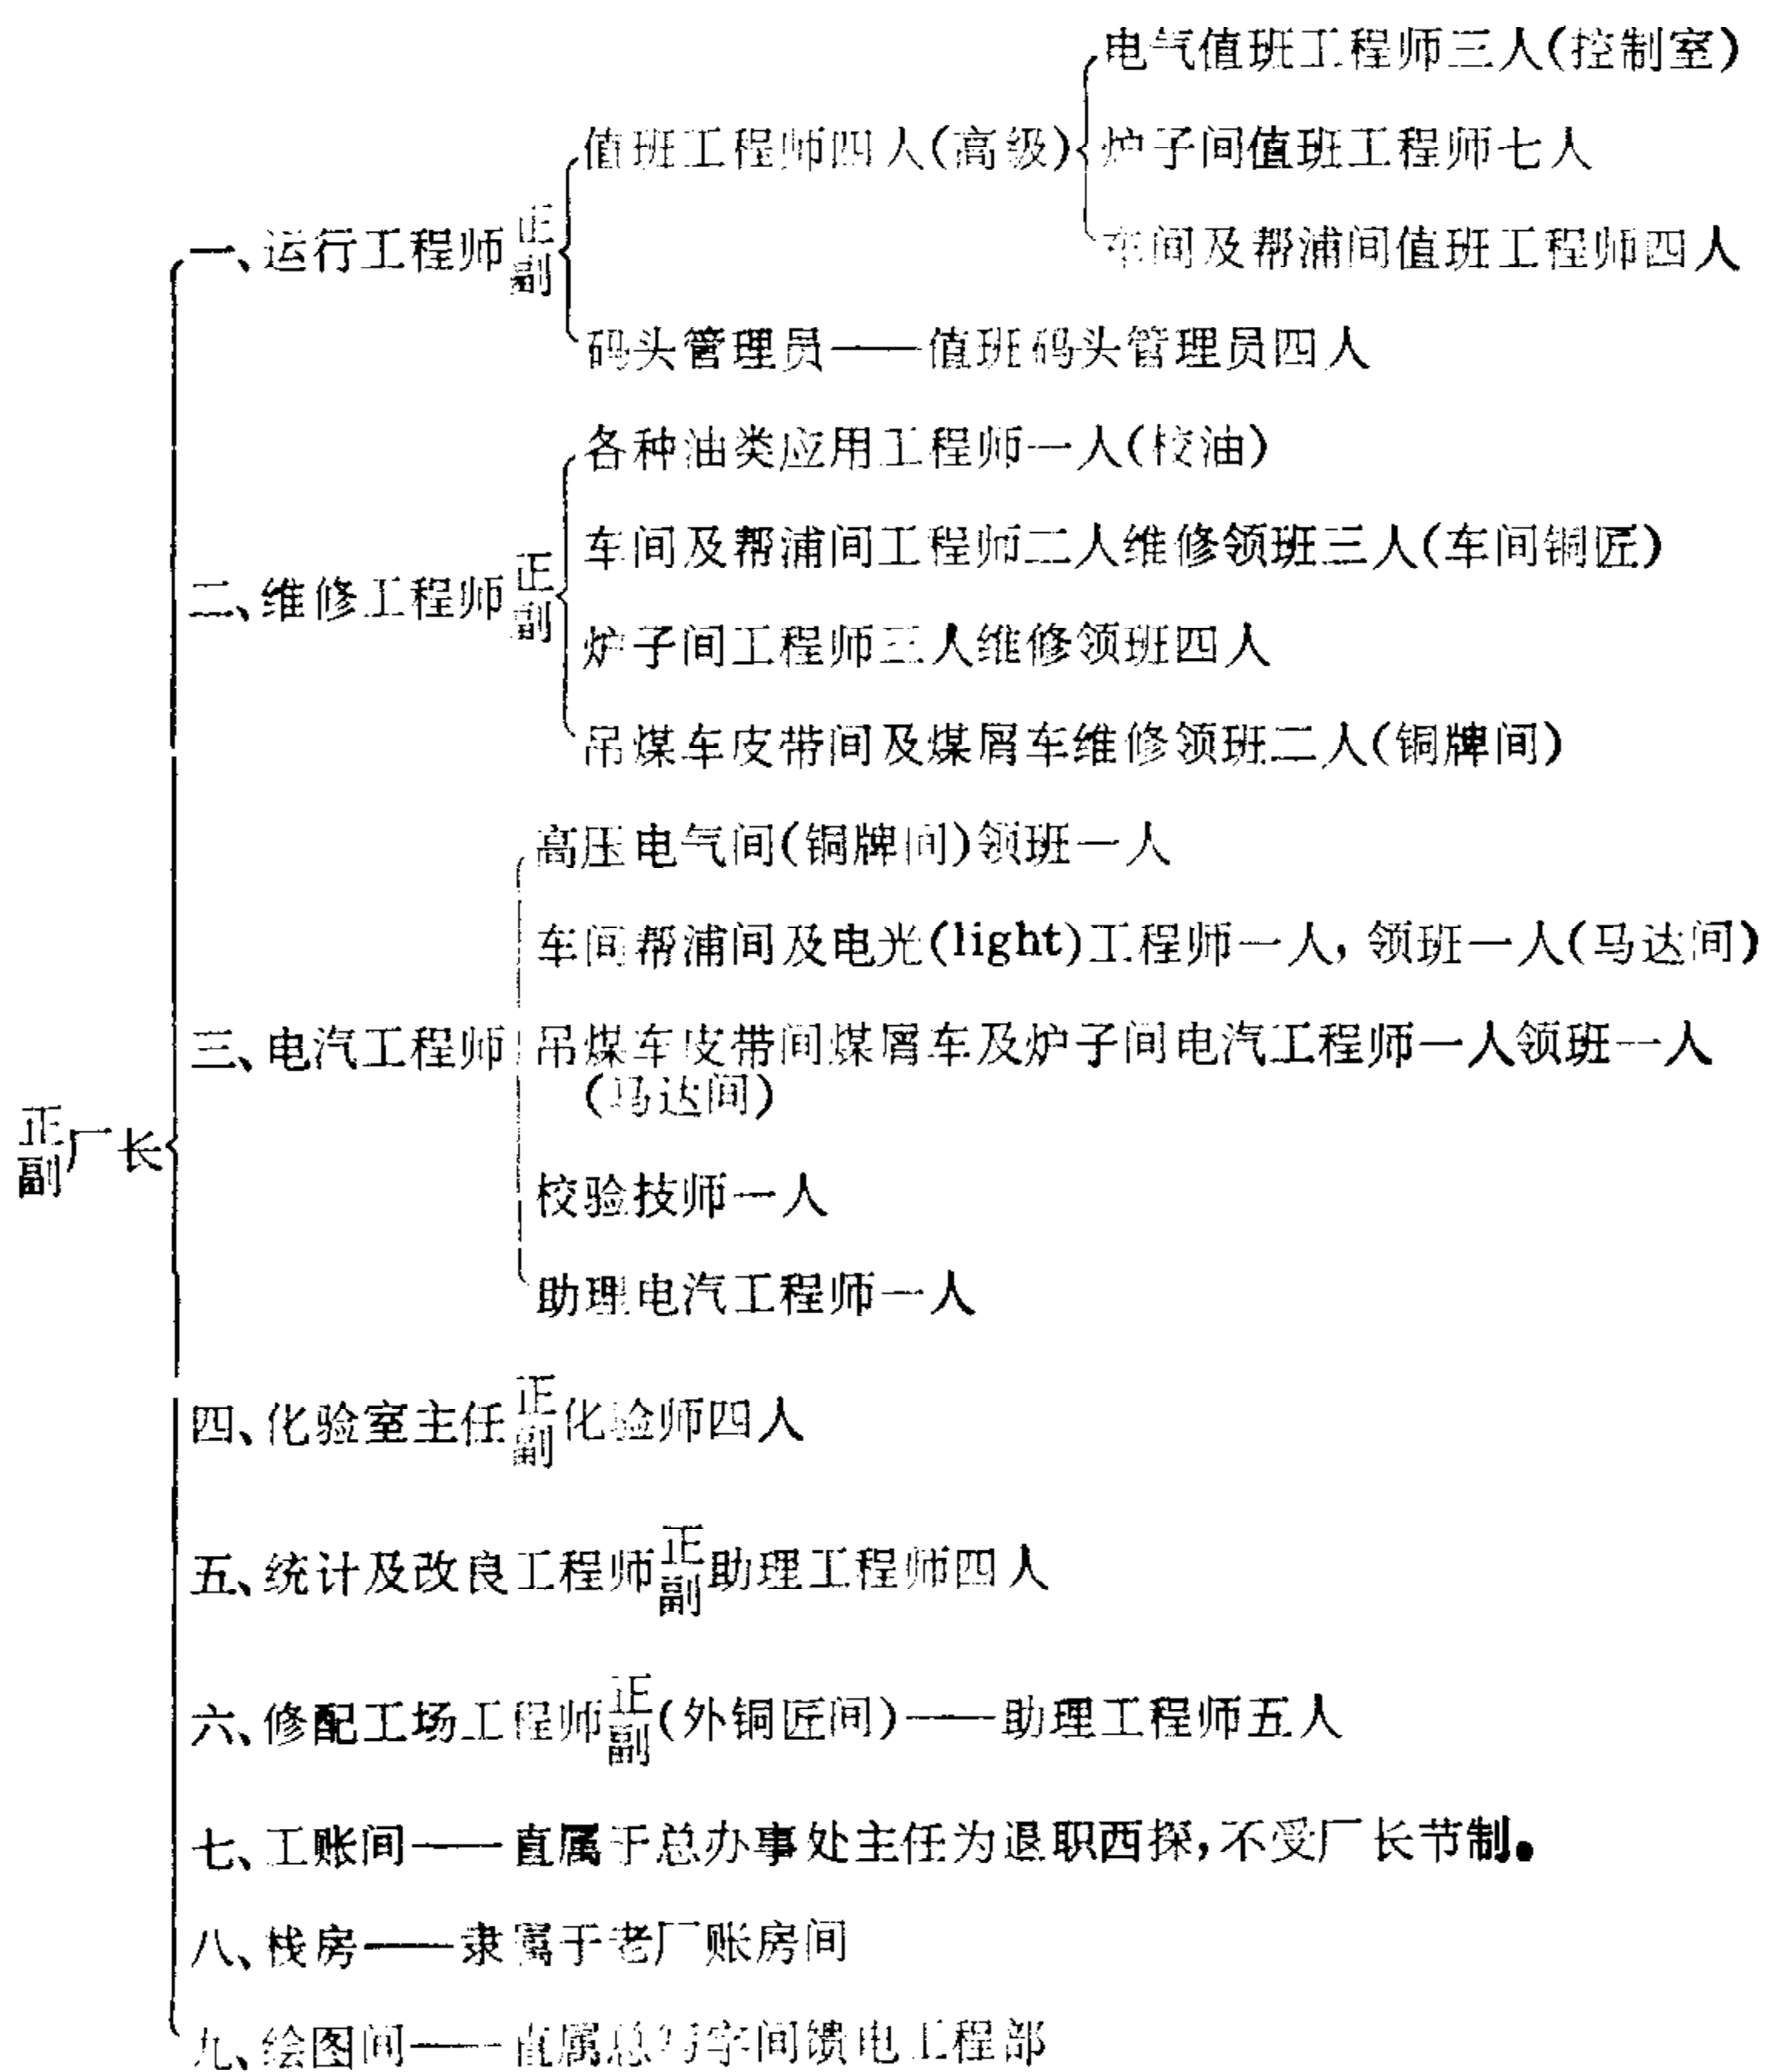 电气值班工程师三人(控制室)
值班工程师四人(高级)炉子间值班工程师七人
一、运行工程师正副
车间及帮浦间值班工程师四人
码头管理员——值班码头管理员四人
各种油类应用工程师一人(校油)
车间及帮浦间工程师二人维修领班三人(车间铜匠)
二、维修工程师正副
炉子间工程师三人维修领班四人
吊煤车皮带间及煤屑车维修领班二人(铜牌间)
高压电气间(铜牌间)领班一人
车间帮浦间及电光(light)工程师一人,领班一人(马达间)
三、电汽工程师 吊煤车皮带间煤屑车及炉子间电汽工程师一人领班一人
(马达间)
正副厂长
校验技师一人
助理电汽工程师一人
四、化验室主任正副化验师四人
五、统计及改良工程师正副助理工程师四人
六、修配工场工程师正副(外铜匠间)——助理工程师五人
七、工账间——直属于总办事处主任为退职西探,不受厂长节制。
八、栈房——隶属于老厂账房间
九、绘图间——直属总写字间馈电工程部